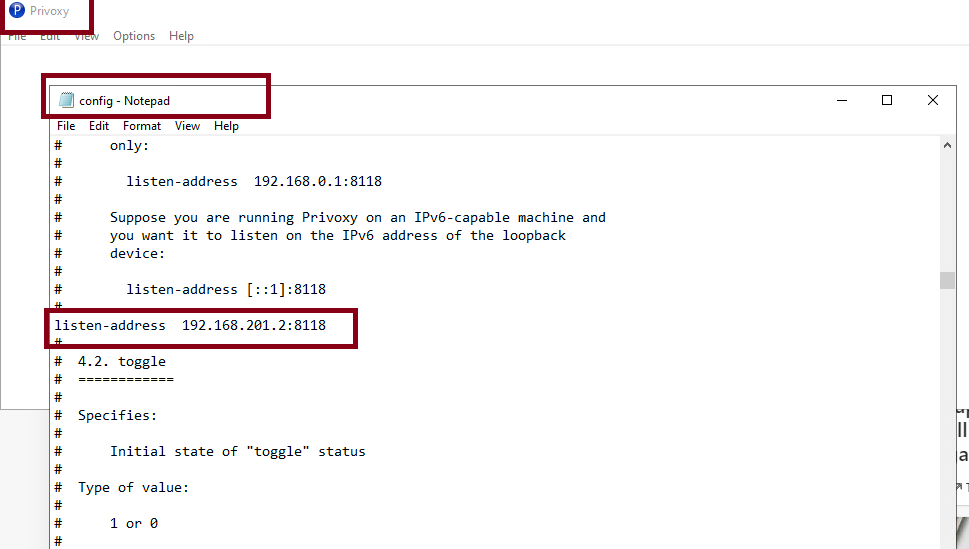 Privoxy
File Edit View Options Help
config - Notepad
File Edit Format View Help
# only:
#
# listen-address 192.168.0.1:8118
#
# Suppose you are running Privoxy on an IPv6-capable machine and
# you want it to listen on the IPv6 address of the loopback
# device:
#
# listen-address [::1]:8118
#
listen-address 192.168.201.2:8118
#
# 4.2. toggle
# ============
#
# Specifies:
#
# Initial state of "toggle" status
#
# Type of value:
#
# 1 or 0
#